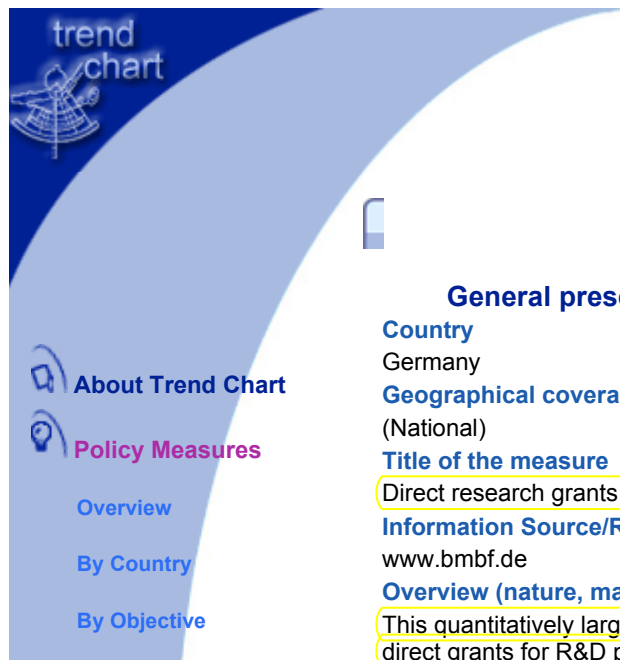 trend
chart
General pres
Country
Germany
Geographical covera
(National)
Title of the measure
Direct research grants
Information Source/R
www.bmbf.de
Overview (nature, ma
This quantitatively larg
direct grants for R&D p
About Trend Chart
Policy Measures
Overview
By Country
By Objective